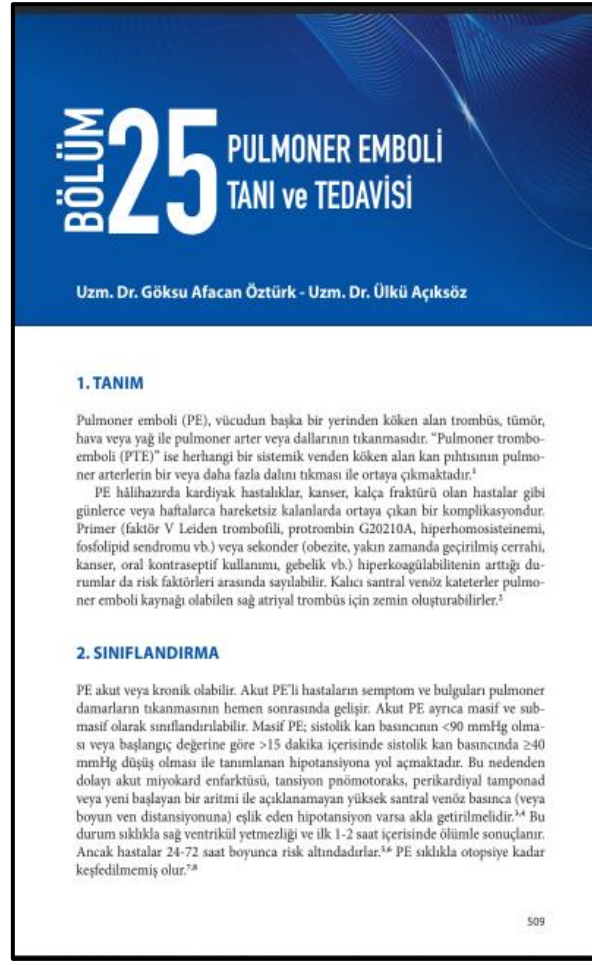 BÖLÜM
25
PULMONER EMBOLİ
TANI ve TEDAVİSİ
Uzm. Dr. Göksu Afacan Öztürk - Uzm. Dr. Ülkü Açıksöz
1. TANIM
Pulmoner emboli (PE), vücudun başka bir yerinden köken alan trombüs, tümör,
hava veya yağ ile pulmoner arter veya dallarının tıkanmasıdır. “Pulmoner trombo-
emboli (PTE)” ise herhangi bir sistemik venden köken alan kan pıhtısının pulmo-
ner arterlerin bir veya daha fazla dalını tıkması ile ortaya çıkmaktadır.¹
PE hâlihazırda kardiyak hastalıklar, kanser, kalça fraktürü olan hastalar gibi
günlerce veya haftalarca hareketsiz kalanlarda ortaya çıkan bir komplikasyondur.
Primer (faktör V Leiden trombofili, protrombin G20210A, hiperhomosisteinemi,
fosfolipid sendromu vb.) veya sekonder (obezite, yakın zamanda geçirilmiş cerrahi,
kanser, oral kontraseptif kullanımı, gebelik vb.) hiperkoagülabilitenin arttığı du-
rumlar da risk faktörleri arasında sayılabilir. Kalıcı santral venöz kateterler pulmo-
ner emboli kaynağı olabilen sağ atriyal trombüs için zemin oluşturabilirler.²
2. SINIFLANDIRMA
PE akut veya kronik olabilir. Akut PE’li hastaların semptom ve bulguları pulmoner
damarların tıkanmasının hemen sonrasında gelişir. Akut PE ayrıca masif ve sub-
masif olarak sınıflandırılabilir. Masif PE; sistolik kan basıncının <90 mmHg olma-
sı veya başlangıç değerine göre >15 dakika içerisinde sistolik kan basıncında ≥40
mmHg düşüş olması ile tanımlanan hipotansiyona yol açmaktadır. Bu nedenden
dolayı akut miyokard enfarktüsü, tansiyon pnömotoraks, perikardiyal tamponad
veya yeni başlayan bir aritmi ile açıklanamayan yüksek santral venöz basınca (veya
boyun ven distansiyonuna) eşlik eden hipotansiyon varsa akla getirilmelidir.³,⁴ Bu
durum sıklıkla sağ ventrikül yetmezliği ve ilk 1-2 saat içerisinde ölümle sonuçlanır.
Ancak hastalar 24-72 saat boyunca risk altındadırlar.⁵,⁶ PE sıklıkla otopsiye kadar
keşfedilmemiş olur.⁷,⁸
509